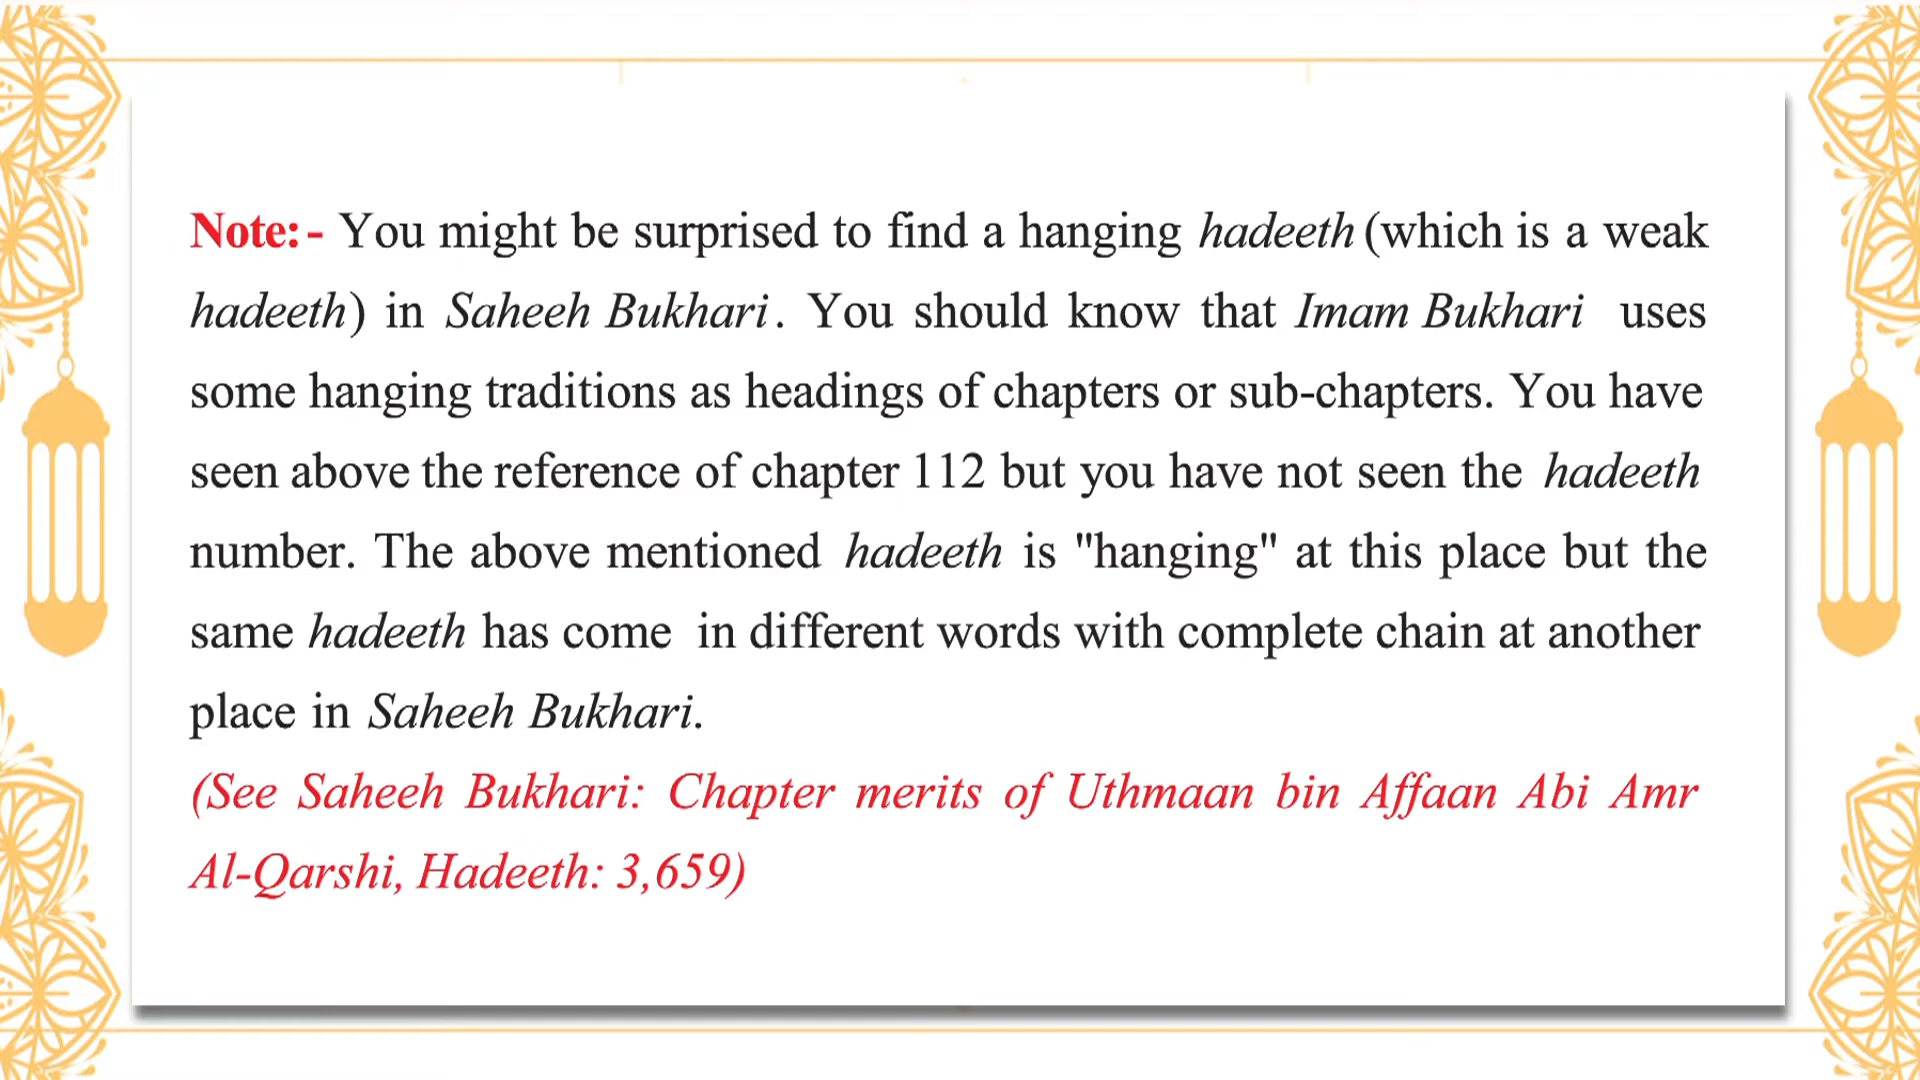 Note:- You might be surprised to find a hanging hadeeth (which is a weak
hadeeth) in Saheeh Bukhari. You should know that Imam Bukhari uses
some hanging traditions as headings of chapters or sub-chapters. You have
seen above the reference of chapter 112 but you have not seen the hadeeth
number. The above mentioned hadeeth is "hanging" at this place but the
same hadeeth has come in different words with complete chain at another
place in Saheeh Bukhari.
(See Saheeh Bukhari: Chapter merits of Uthmaan bin Affaan Abi Amr
Al-Qarshi, Hadeeth: 3,659)